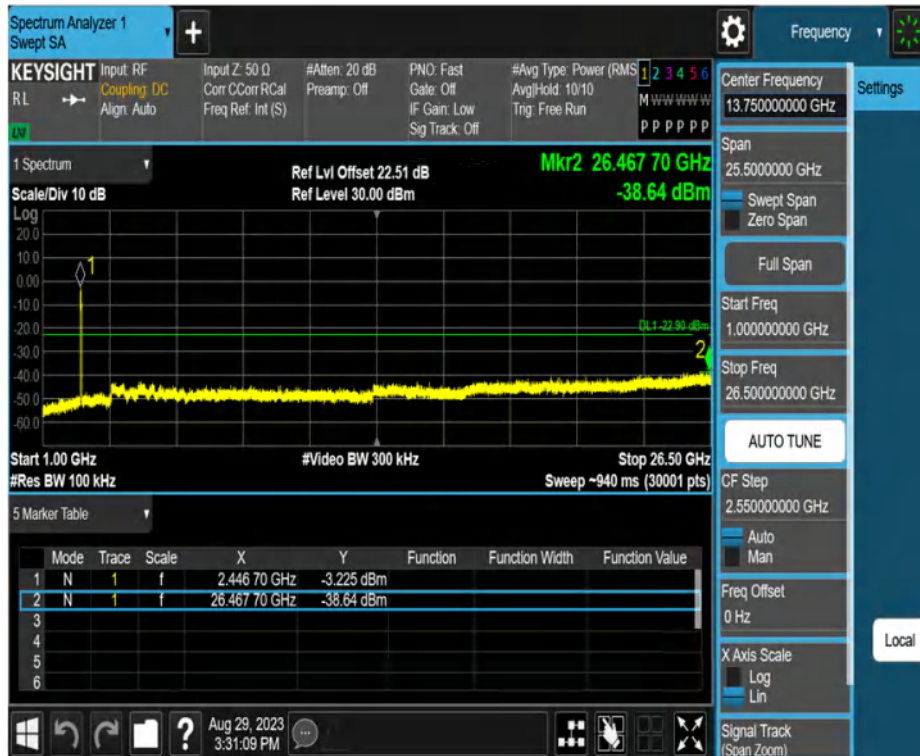 Spectrum Analyzer 1
Swept SA
+
Frequency
KEYSIGHT
RL
LNI
Input: RF
Coupling: DC
Align: Auto
Input Z: 50 Ω
Corr CCorr RCal
Freq Ref: Int (S)
#Atten: 20 dB
Preamp: Off
PNO: Fast
Gate: Off
IF Gain: Low
Sig Track: Off
#Avg Type: Power (RMS
Avg|Hold: 10/10
Trig: Free Run
1 2 3 4 5 6
M W W W W W
P P P P P P
1 Spectrum
Scale/Div 10 dB
Ref Lvl Offset 22.51 dB
Ref Level 30.00 dBm
Mkr2 26.467 70 GHz
-38.64 dBm
Log
20.0
10.0
0.00
-10.0
-20.0
-30.0
-40.0
-50.0
-60.0
1
DL1 -22.90 dBm
2
Start 1.00 GHz
#Video BW 300 kHz
Stop 26.50 GHz
#Res BW 100 kHz
Sweep ~940 ms (30001 pts)
5 Marker Table
Mode Trace Scale X Y Function Function Width Function Value
1 N 1 f 2.446 70 GHz -3.225 dBm
2 N 1 f 26.467 70 GHz -38.64 dBm
3
4
5
6
?
Aug 29, 2023
3:31:09 PM
Center Frequency
13.750000000 GHz
Settings
Span
25.5000000 GHz
Swept Span
Zero Span
Full Span
Start Freq
1.000000000 GHz
Stop Freq
26.500000000 GHz
AUTO TUNE
CF Step
2.550000000 GHz
Auto
Man
Freq Offset
0 Hz
X Axis Scale
Log
Lin
Signal Track
(Span Zoom)
Local